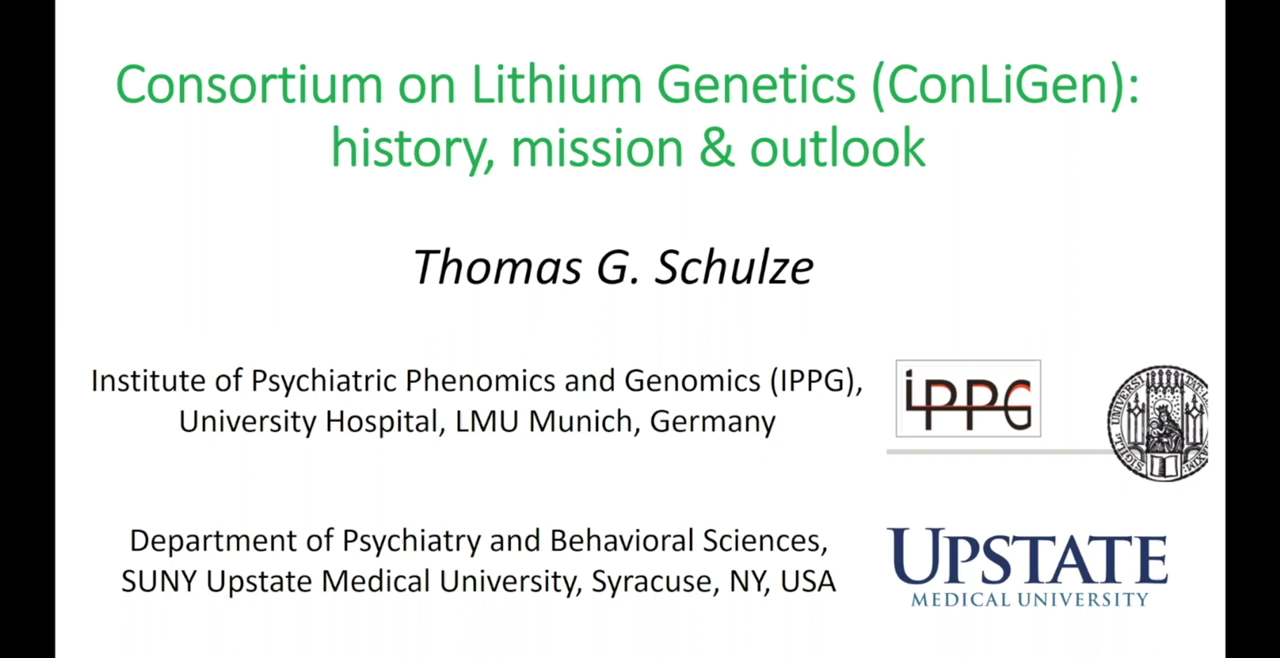 Consortium on Lithium Genetics (ConLiGen):
history, mission & outlook
Thomas G. Schulze
Institute of Psychiatric Phenomics and Genomics (IPPG),
University Hospital, LMU Munich, Germany
iPPG
Department of Psychiatry and Behavioral Sciences,
SUNY Upstate Medical University, Syracuse, NY, USA
UPSTATE
MEDICAL UNIVERSITY